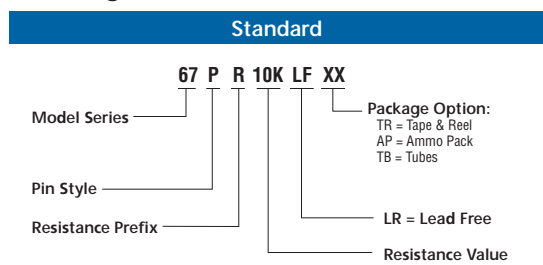 Standard
67 P R 10K LF XX
Model Series
Package Option:
TR = Tape & Reel
AP = Ammo Pack
TB = Tubes
Pin Style
LR = Lead Free
Resistance Prefix
Resistance Value